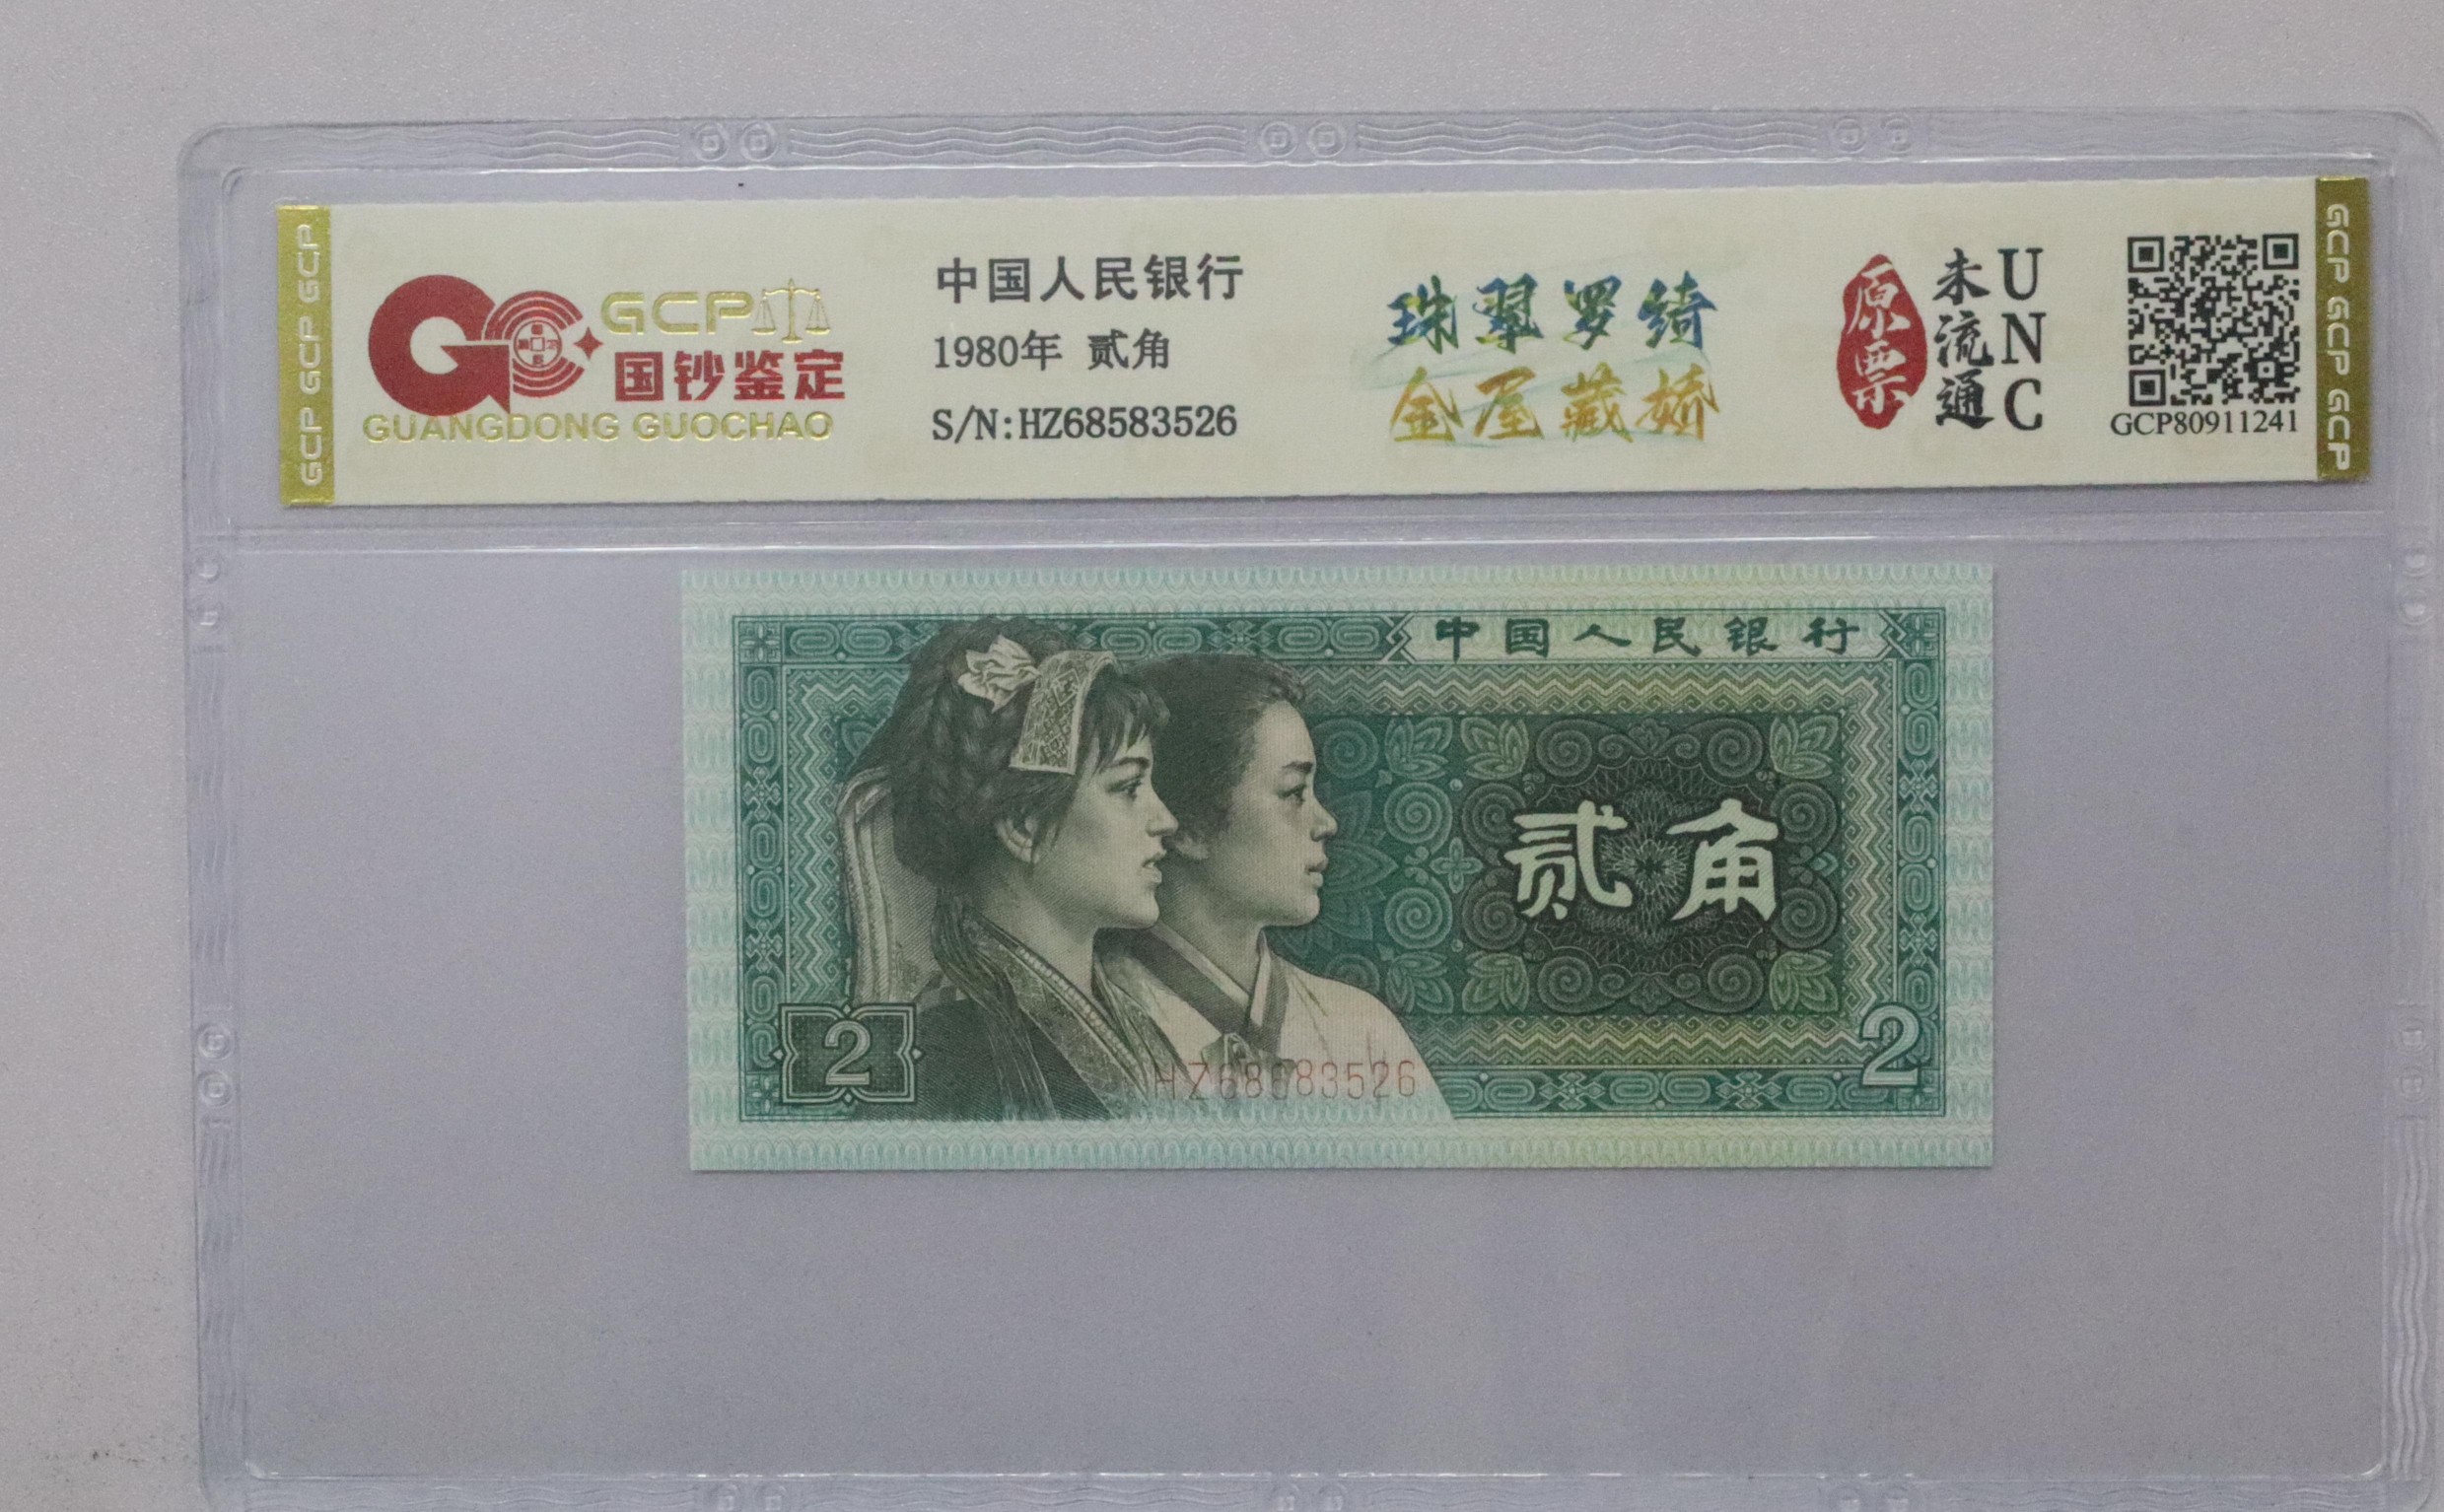 GCP GCP GCP
GCP
国钞鉴定
GUANGDONG GUOCHAO
中国人民银行
1980年 贰角
S/N:HZ68583526
珠翠罗绮
金屋藏娇
原票
未流通
UNC
GCP80911241
GCP GCP GCP
中国人民银行
贰角
2
2
HZ68583526